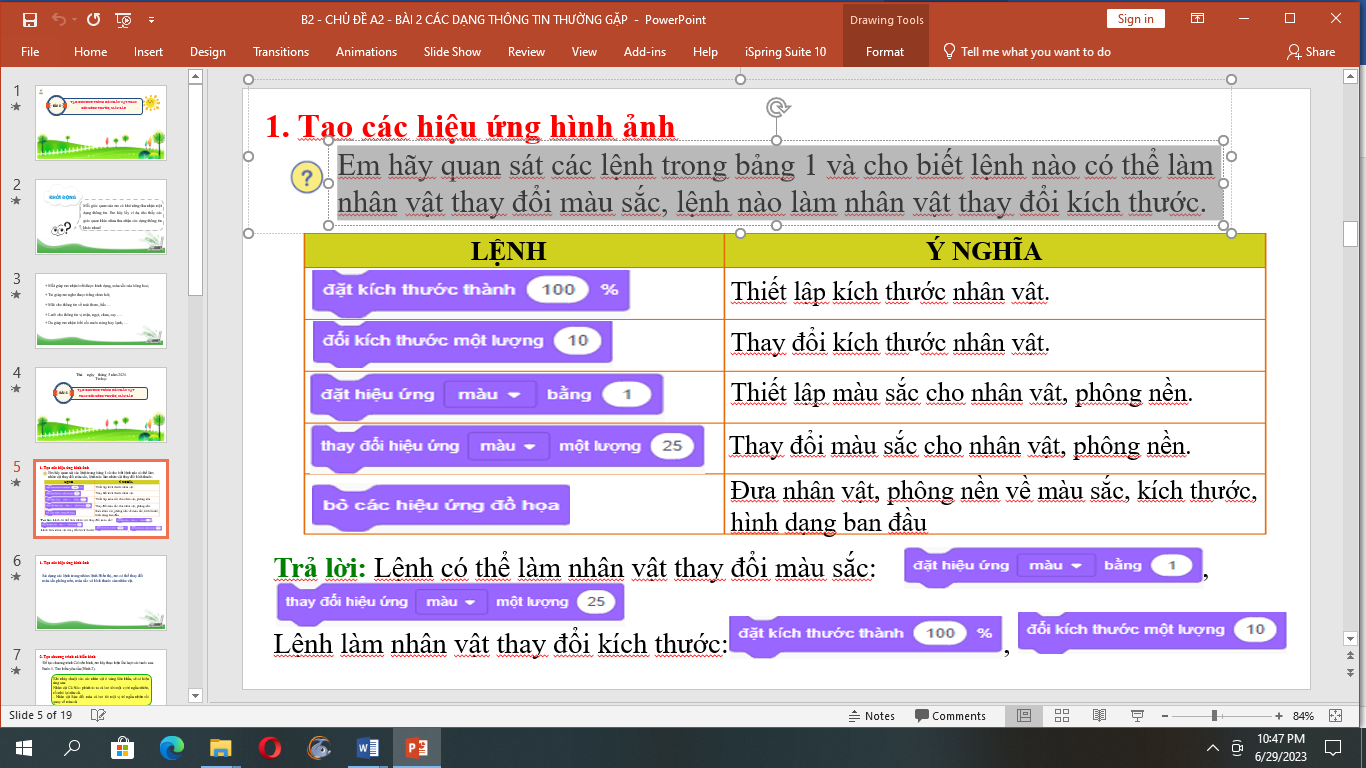 B2 - CHỦ ĐỀ A2 - BÀI 2 CÁC DẠNG THÔNG TIN THƯỜNG GẶP - PowerPoint
Drawing Tools
Sign in
File Home Insert Design Transitions Animations Slide Show Review View Add-ins Help iSpring Suite 10 Format Tell me what you want to do Share
1
2
KHỞI ĐỘNG
3
4
5
6
7
1. Tạo các hiệu ứng hình ảnh
?
Em hãy quan sát các lệnh trong bảng 1 và cho biết lệnh nào có thể làm
nhân vật thay đổi màu sắc, lệnh nào làm nhân vật thay đổi kích thước.
LỆNH Ý NGHĨA
đặt kích thước thành 100 % Thiết lập kích thước nhân vật.
đổi kích thước một lượng 10 Thay đổi kích thước nhân vật.
đặt hiệu ứng màu bằng 1 Thiết lập màu sắc cho nhân vật, phông nền.
thay đổi hiệu ứng màu một lượng 25 Thay đổi màu sắc cho nhân vật, phông nền.
bỏ các hiệu ứng đồ họa Đưa nhân vật, phông nền về màu sắc, kích thước,
hình dạng ban đầu
Trả lời: Lệnh có thể làm nhân vật thay đổi màu sắc: đặt hiệu ứng màu bằng 1 ,
thay đổi hiệu ứng màu một lượng 25
Lệnh làm nhân vật thay đổi kích thước: đặt kích thước thành 100 % , đổi kích thước một lượng 10
Slide 5 of 19 Notes Comments 84%
10:47 PM
6/29/2023